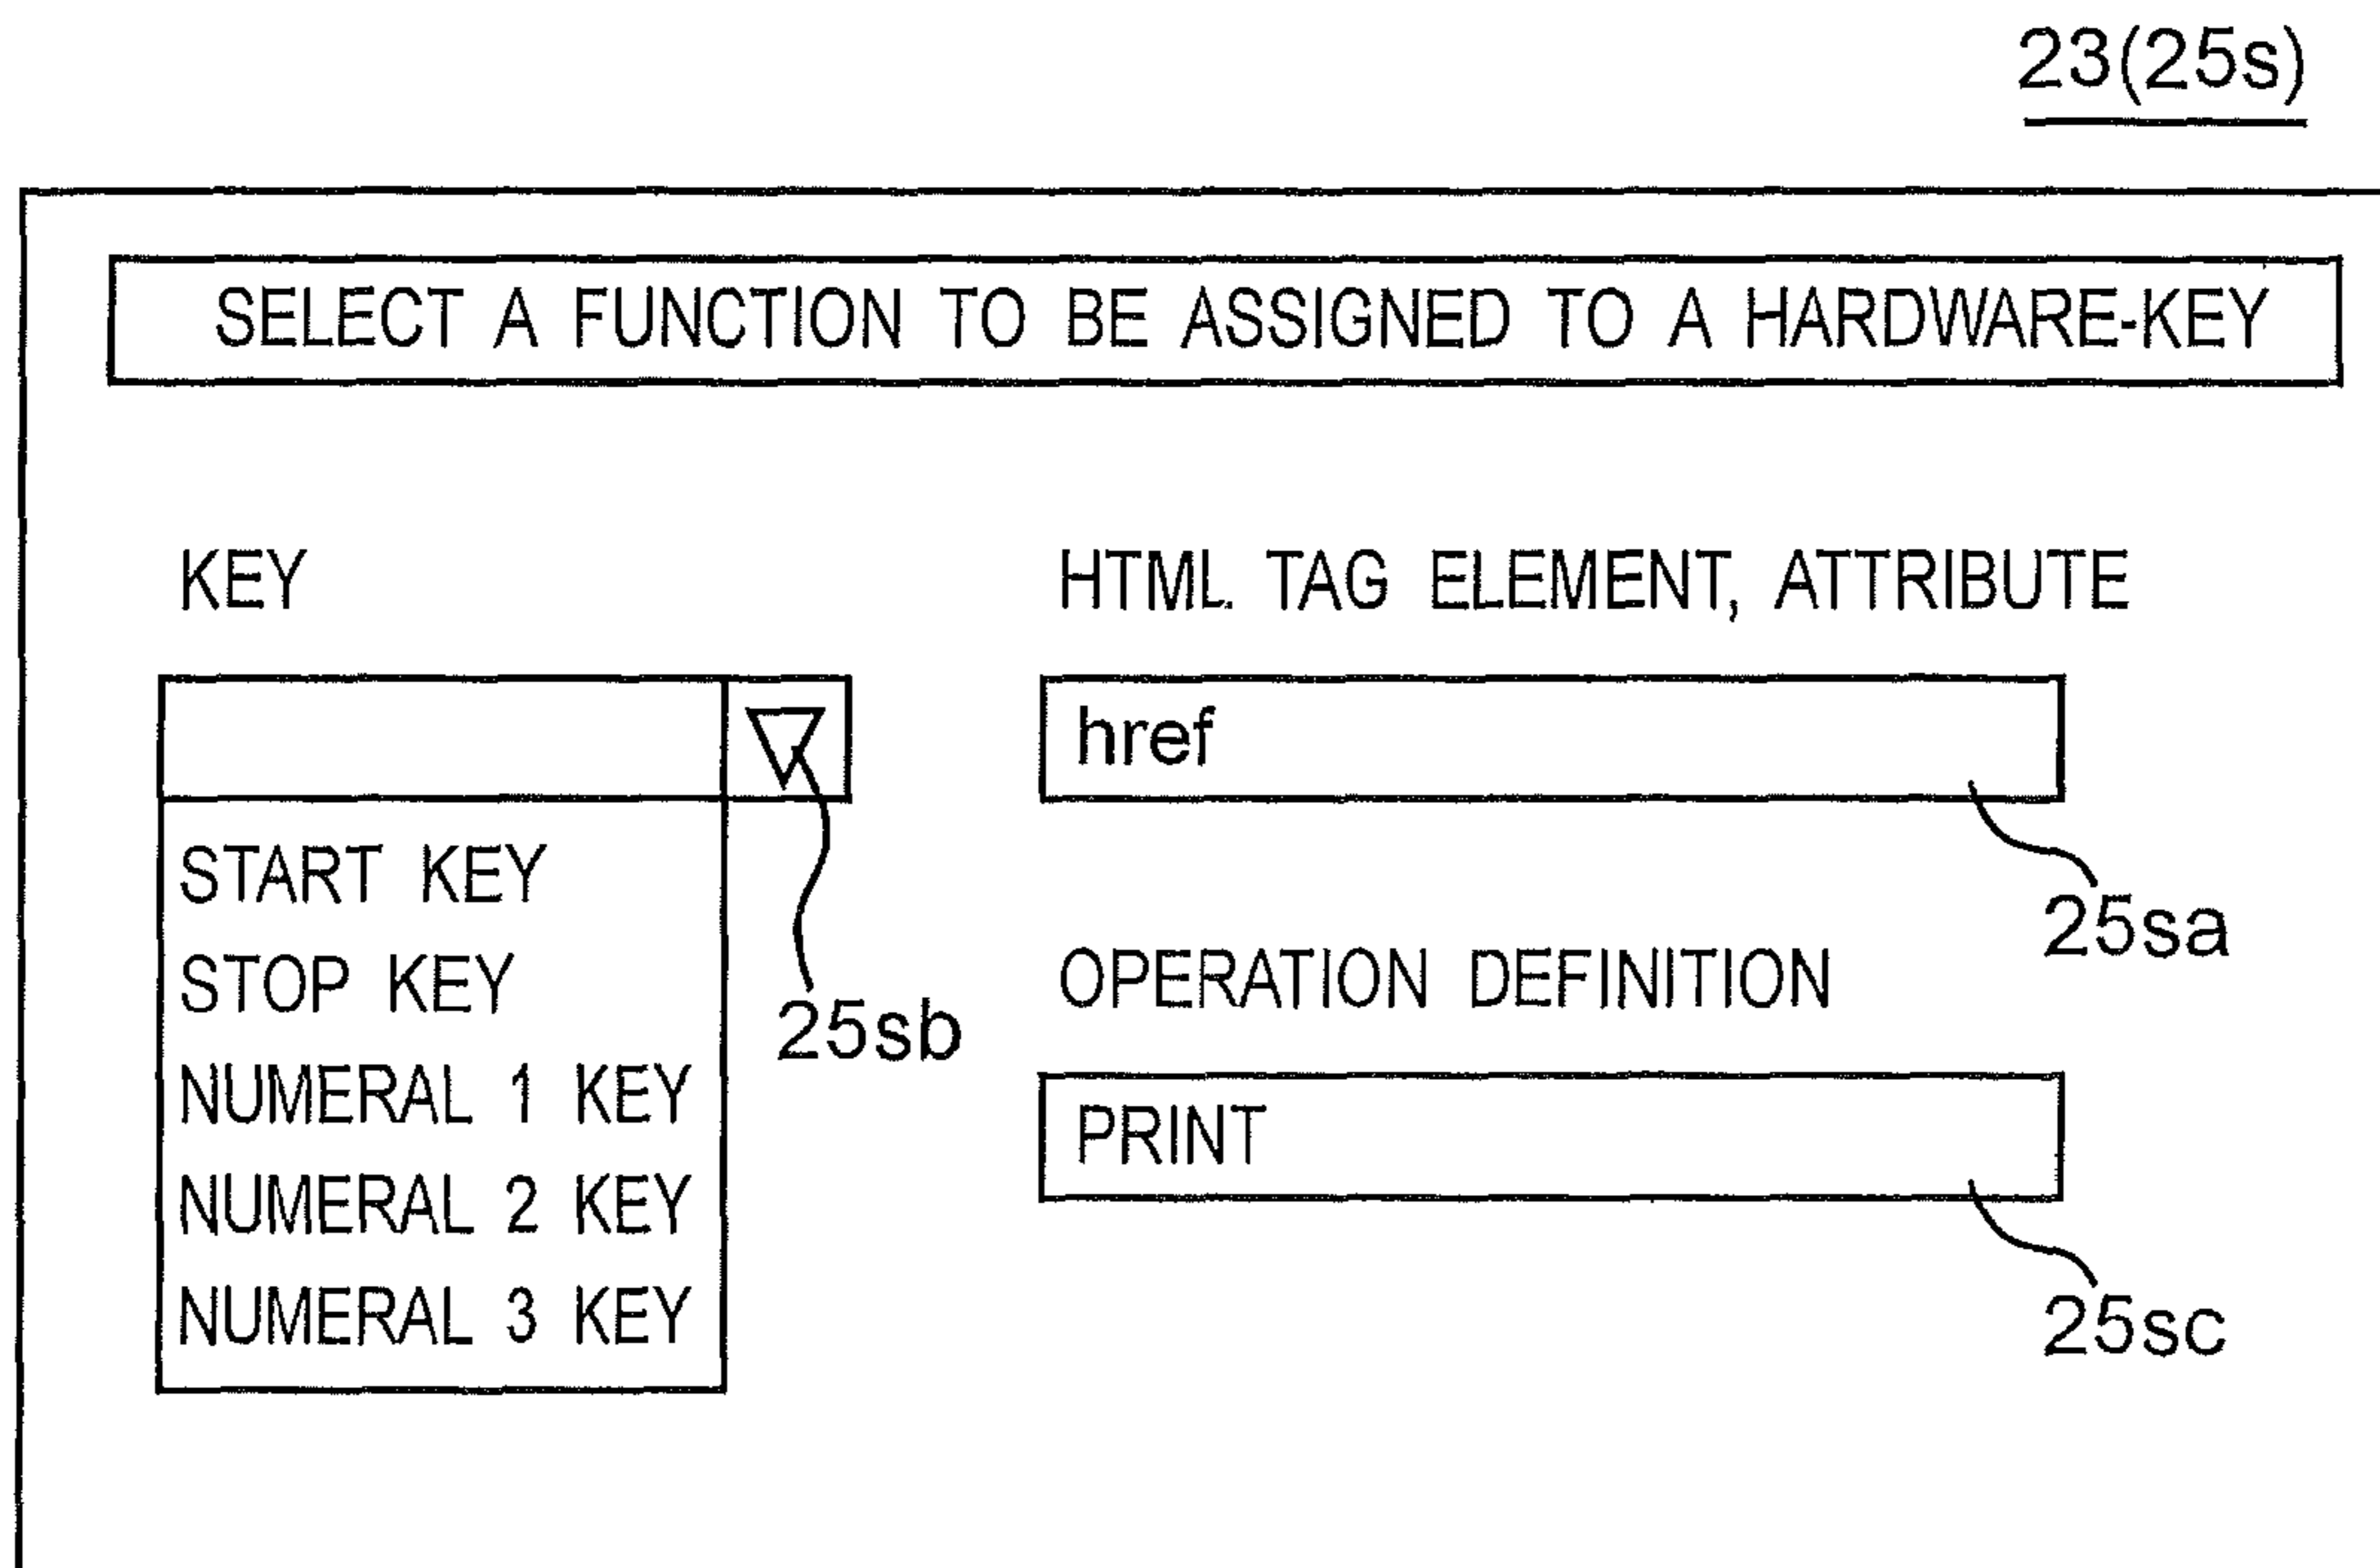 23(25s)
SELECT A FUNCTION TO BE ASSIGNED TO A HARDWARE-KEY
KEY
START KEY
STOP KEY
NUMERAL 1 KEY
NUMERAL 2 KEY
NUMERAL 3 KEY
25sb
HTML TAG ELEMENT, ATTRIBUTE
href
25sa
OPERATION DEFINITION
PRINT
25sc